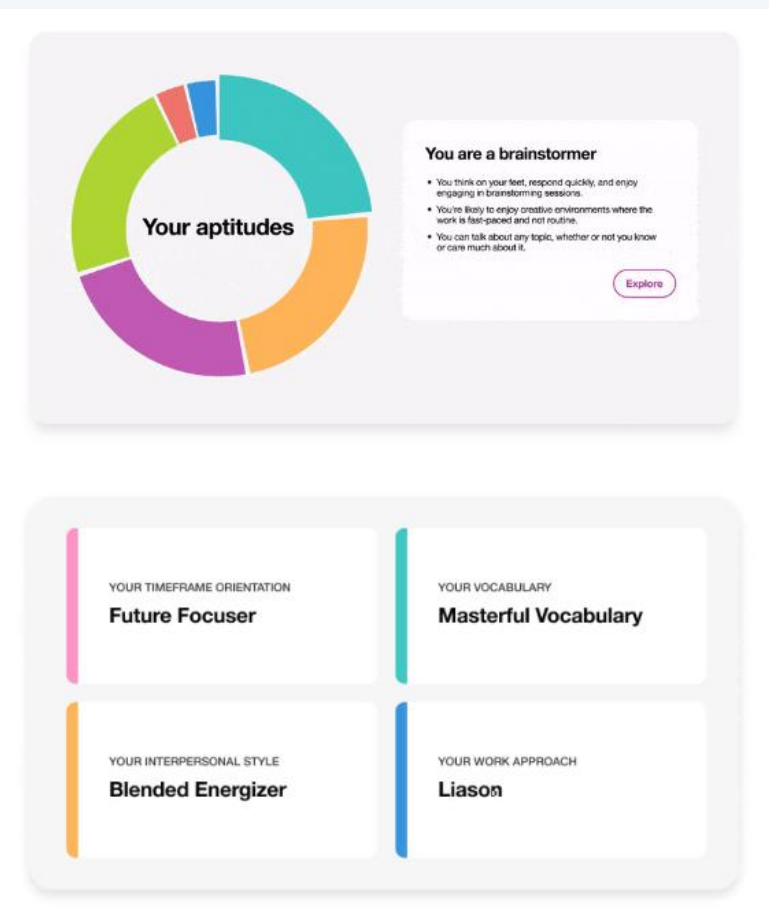 Your aptitudes
You are a brainstormer
• You think on your feet, respond quickly, and enjoy
engaging in brainstorming sessions.
• You're likely to enjoy creative environments where the
work is fast-paced and not routine.
• You can talk about any topic, whether or not you know
or care much about it.
Explore
YOUR TIMEFRAME ORIENTATION
Future Focuser
YOUR VOCABULARY
Masterful Vocabulary
YOUR INTERPERSONAL STYLE
Blended Energizer
YOUR WORK APPROACH
Liason